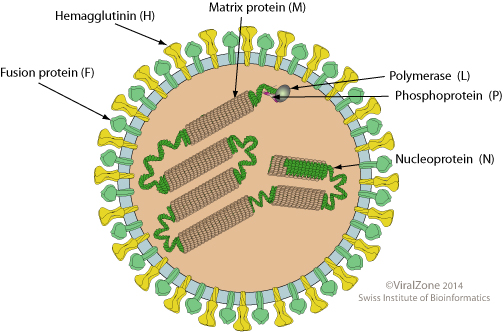 Matrix protein (M)
Hemagglutinin (H)
Fusion protein (F)
Polymerase (L)
Phosphoprotein (P)
Nucleoprotein (N)
©ViralZone 2014
Swiss Institute of Bioinformatics